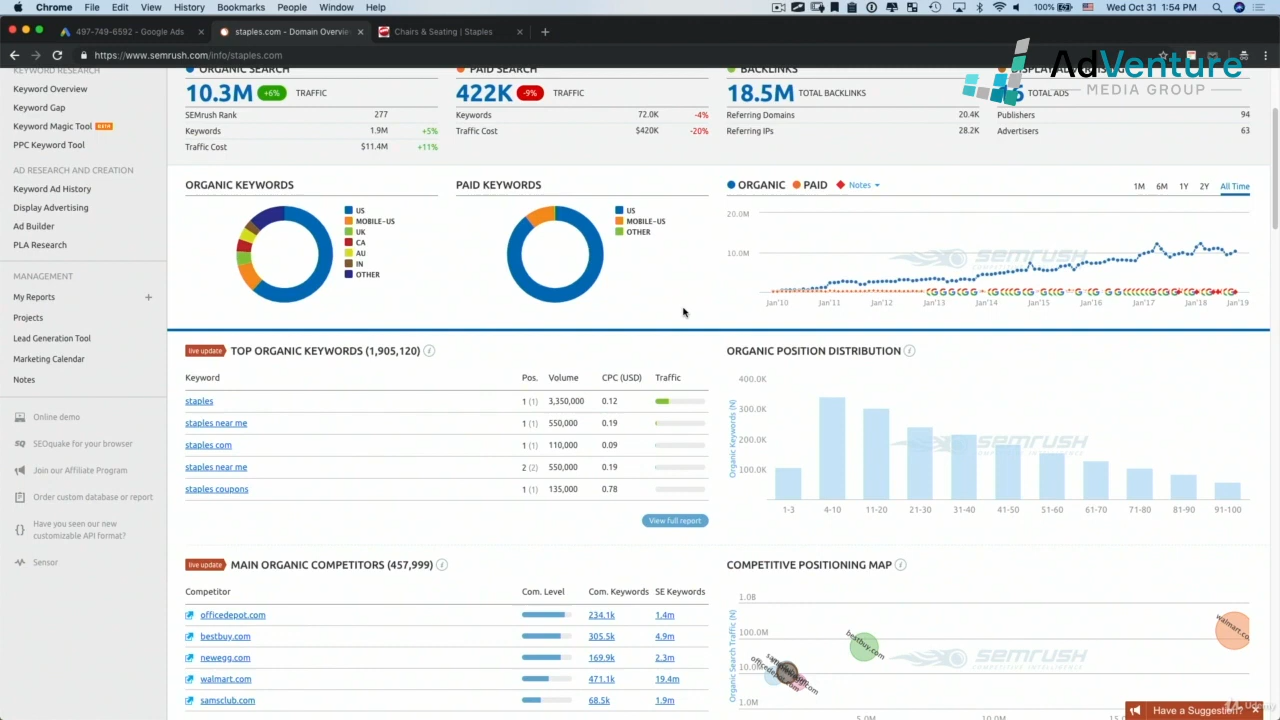 Chrome File Edit View History Bookmarks People Window Help 100% Wed Oct 31 1:54 PM
497-749-6592 - Google Ads
staples.com - Domain Overview
Chairs & Seating | Staples
https://www.semrush.com/info/staples.com
AdVenture
MEDIA GROUP
KEYWORD RESEARCH
Keyword Overview
Keyword Gap
Keyword Magic Tool BETA
PPC Keyword Tool
AD RESEARCH AND CREATION
Keyword Ad History
Display Advertising
Ad Builder
PLA Research
MANAGEMENT
My Reports +
Projects
Lead Generation Tool
Marketing Calendar
Notes
Online demo
SEOquake for your browser
Join our Affiliate Program
Order custom database or report
Have you seen our new
customizable API format?
Sensor
ORGANIC SEARCH
10.3M +6% TRAFFIC
SEMrush Rank 277
Keywords 1.9M +5%
Traffic Cost $11.4M +11%
PAID SEARCH
422K -9% TRAFFIC
Keywords 72.0K -4%
Traffic Cost $420K -20%
BACKLINKS
18.5M TOTAL BACKLINKS
Referring Domains 20.4K
Referring IPs 28.2K
TOTAL ADS
Publishers 94
Advertisers 63
ORGANIC KEYWORDS
US
MOBILE-US
UK
CA
AU
IN
OTHER
PAID KEYWORDS
US
MOBILE-US
OTHER
ORGANIC PAID Notes 1M 6M 1Y 2Y All Time
20.0M
10.0M
semrush
Jan'10 Jan'11 Jan'12 Jan'13 Jan'14 Jan'15 Jan'16 Jan'17 Jan'18 Jan'19
live update TOP ORGANIC KEYWORDS (1,905,120)
Keyword Pos. Volume CPC (USD) Traffic
staples 1 (1) 3,350,000 0.12
staples near me 1 (1) 550,000 0.19
staples com 1 (1) 110,000 0.09
staples near me 2 (2) 550,000 0.19
staples coupons 1 (1) 135,000 0.78
View full report
ORGANIC POSITION DISTRIBUTION
Organic Keywords (N)
400.0K
300.0K
200.0K
100.0K
semrush
COMPETITIVE INTELLIGENCE
1-3 4-10 11-20 21-30 31-40 41-50 51-60 61-70 71-80 81-90 91-100
live update MAIN ORGANIC COMPETITORS (457,999)
Competitor Com. Level Com. Keywords SE Keywords
officedepot.com 234.1k 1.4m
bestbuy.com 305.5k 4.9m
newegg.com 169.9k 2.3m
walmart.com 471.1k 19.4m
samsclub.com 68.5k 1.9m
COMPETITIVE POSITIONING MAP
Organic Search Traffic (N)
1.0B
100.0M
10.0M
1.0M
bestbuy.com
walmart.co
semrush
COMPETITIVE INTELLIGENCE
5.0M 10.0M 15.0M
Have a Suggestion? ×
Udemy